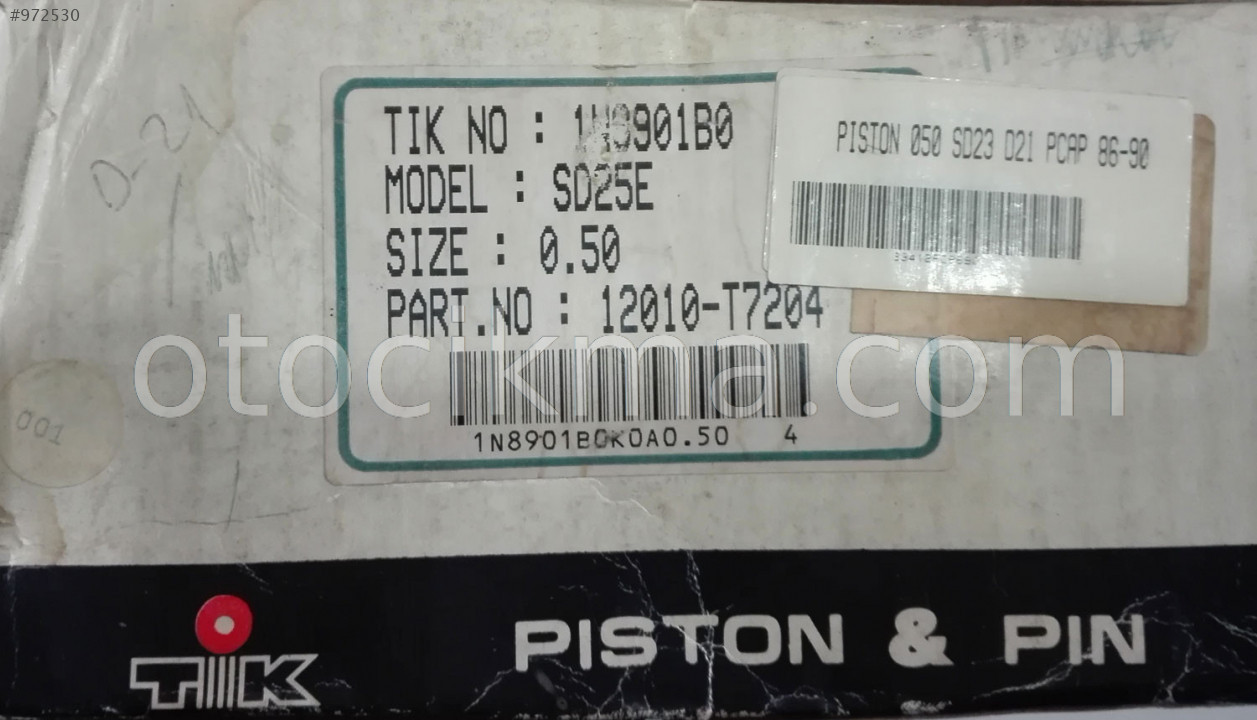 #972530
D-21
TIK NO : 1N8901B0
MODEL : SD25E
SIZE : 0.50
PART.NO : 12010-T7204
1N8901B0K0A0.50 4
PISTON 050 SD23 D21 PCAP 86-90
otocikma.com
001
TIK
PISTON & PIN